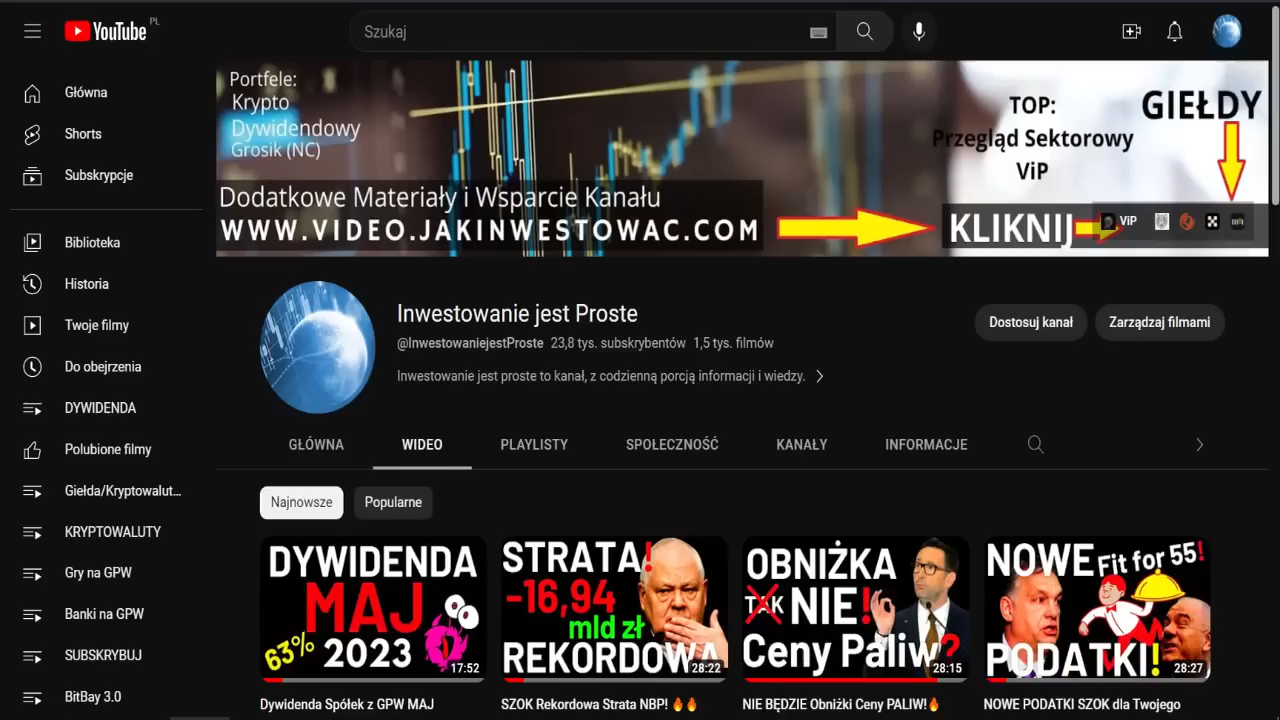 YouTube PL
Szukaj
Główna
Shorts
Subskrypcje
Biblioteka
Historia
Twoje filmy
Do obejrzenia
DYWIDENDA
Polubione filmy
Giełda/Kryptowalut...
KRYPTOWALUTY
Gry na GPW
Banki na GPW
SUBSKRYBUJ
BitBay 3.0
Portfele:
Krypto
Dywidendowy
Grosik (NC)
Dodatkowe Materiały i Wsparcie Kanału
WWW.VIDEO.JAKINWESTOWAC.COM
TOP:
Przegląd Sektorowy
ViP
GIEŁDY
KLIKNIJ
ViP
Inwestowanie jest Proste
@InwestowaniejestProste 23,8 tys. subskrybentów 1,5 tys. filmów
Inwestowanie jest proste to kanał, z codzienną porcją informacji i wiedzy.
Dostosuj kanał
Zarządzaj filmami
GŁÓWNA WIDEO PLAYLISTY SPOŁECZNOŚĆ KANAŁY INFORMACJE
Najnowsze Popularne
DYWIDENDA
MAJ
63% 2023
17:52
Dywidenda Spółek z GPW MAJ
STRATA!
-16,94
mld zł
REKORDOWA
28:22
SZOK Rekordowa Strata NBP! 🔥🔥
OBNIŻKA
TAK NIE!
Ceny Paliw?
28:15
NIE BĘDZIE Obniżki Ceny PALIW!🔥
NOWE Fit for 55!
PODATKI!
28:27
NOWE PODATKI SZOK dla Twojego